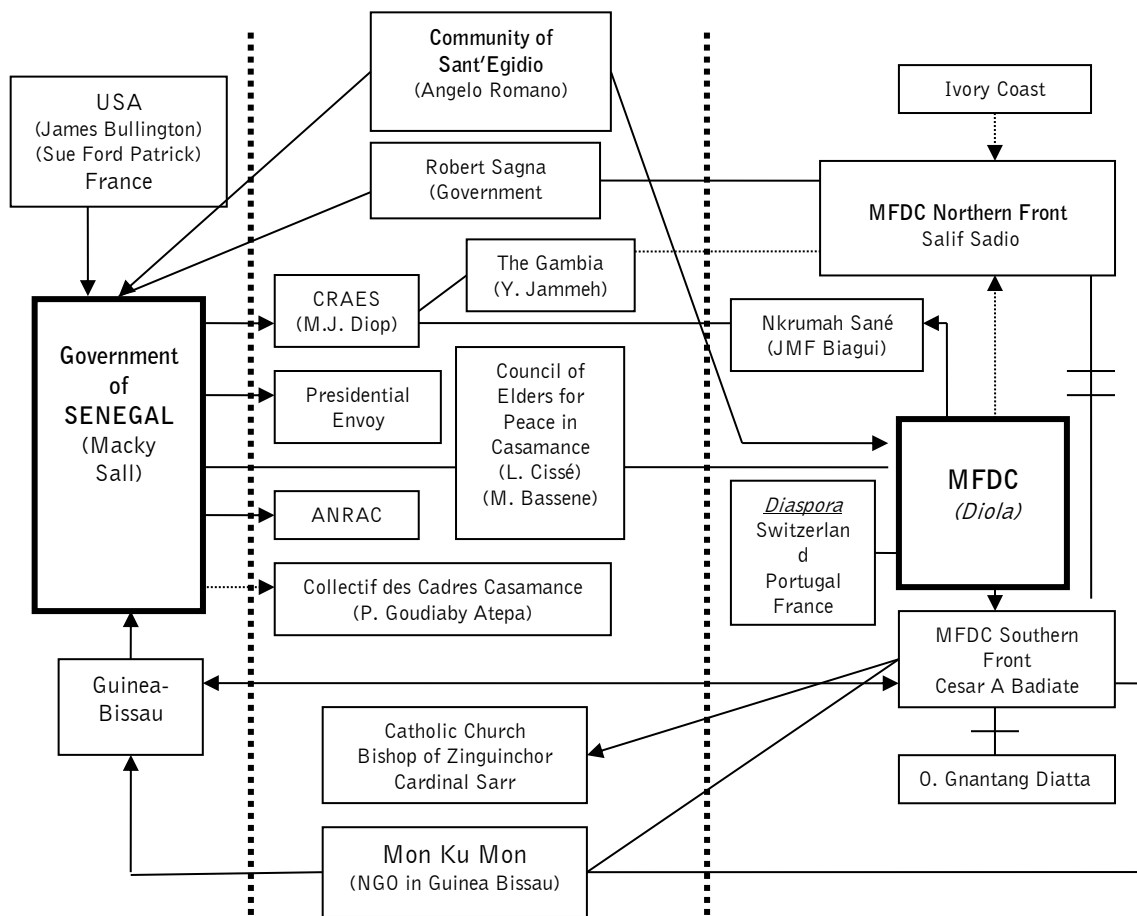 USA
(James Bullington)
(Sue Ford Patrick)
France
Community of
Sant'Egidio
(Angelo Romano)
Ivory Coast
Robert Sagna
(Government
MFDC Northern Front
Salif Sadio
The Gambia
(Y. Jammeh)
CRAES
(M.J. Diop)
Nkrumah Sané
(JMF Biagui)
Government
of
SENEGAL
(Macky
Sall)
Presidential
Envoy
Council of
Elders for
Peace in
Casamance
(L. Cissé)
(M. Bassene)
MFDC
(Diola)
ANRAC
Diaspora
Switzerlan
d
Portugal
France
Collectif des Cadres Casamance
(P. Goudiaby Atepa)
MFDC Southern
Front
Cesar A Badiate
Guinea-
Bissau
Catholic Church
Bishop of Zinguinchor
Cardinal Sarr
O. Gnantang Diatta
Mon Ku Mon
(NGO in Guinea Bissau)